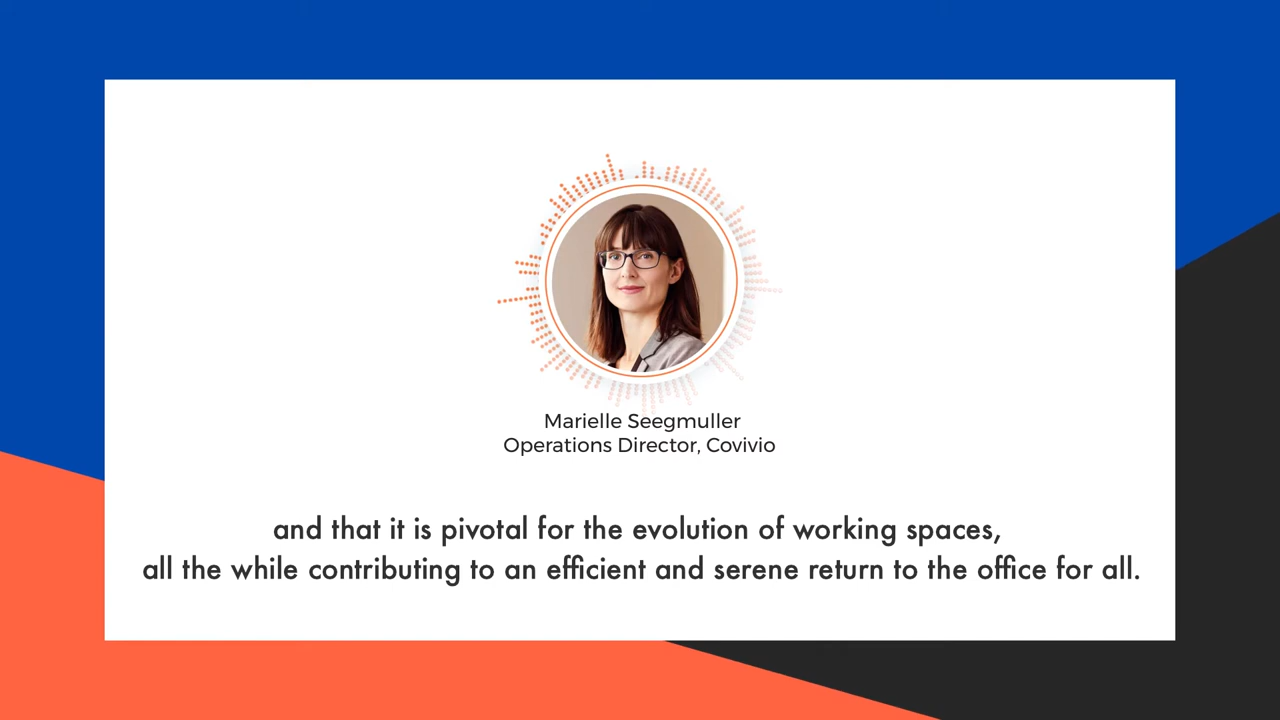 Marielle Seegmuller
Operations Director, Covivio
and that it is pivotal for the evolution of working spaces,
all the while contributing to an efficient and serene return to the office for all.